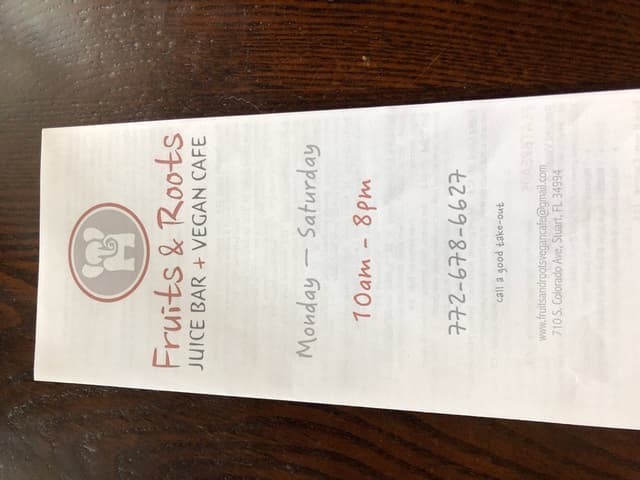 Fruits & Roots
JUICE BAR + VEGAN CAFE
Monday – Saturday
10am - 8pm
772-678-6627
call a good take-out
www.fruitsandrootsvegancafe@gmail.com
710 S. Colorado Ave, Stuart, FL 34994